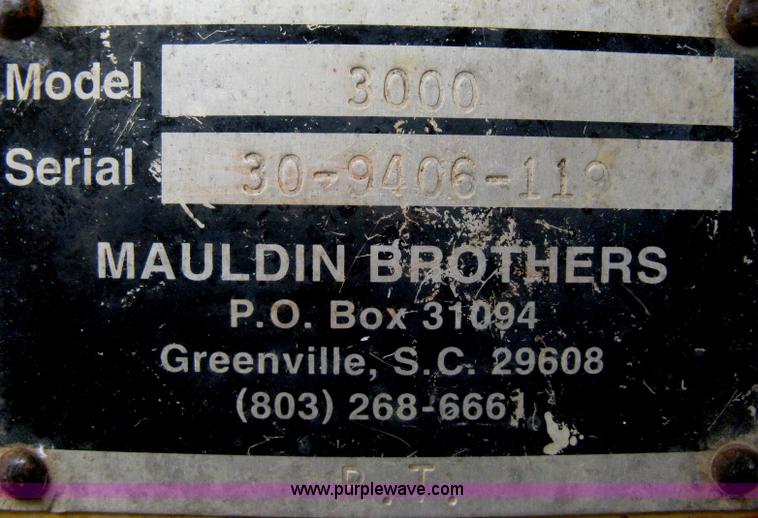 Model 3000
Serial 30-9406-119
MAULDIN BROTHERS
P.O. Box 31094
Greenville, S.C. 29608
(803) 268-6661
www.purplewave.com